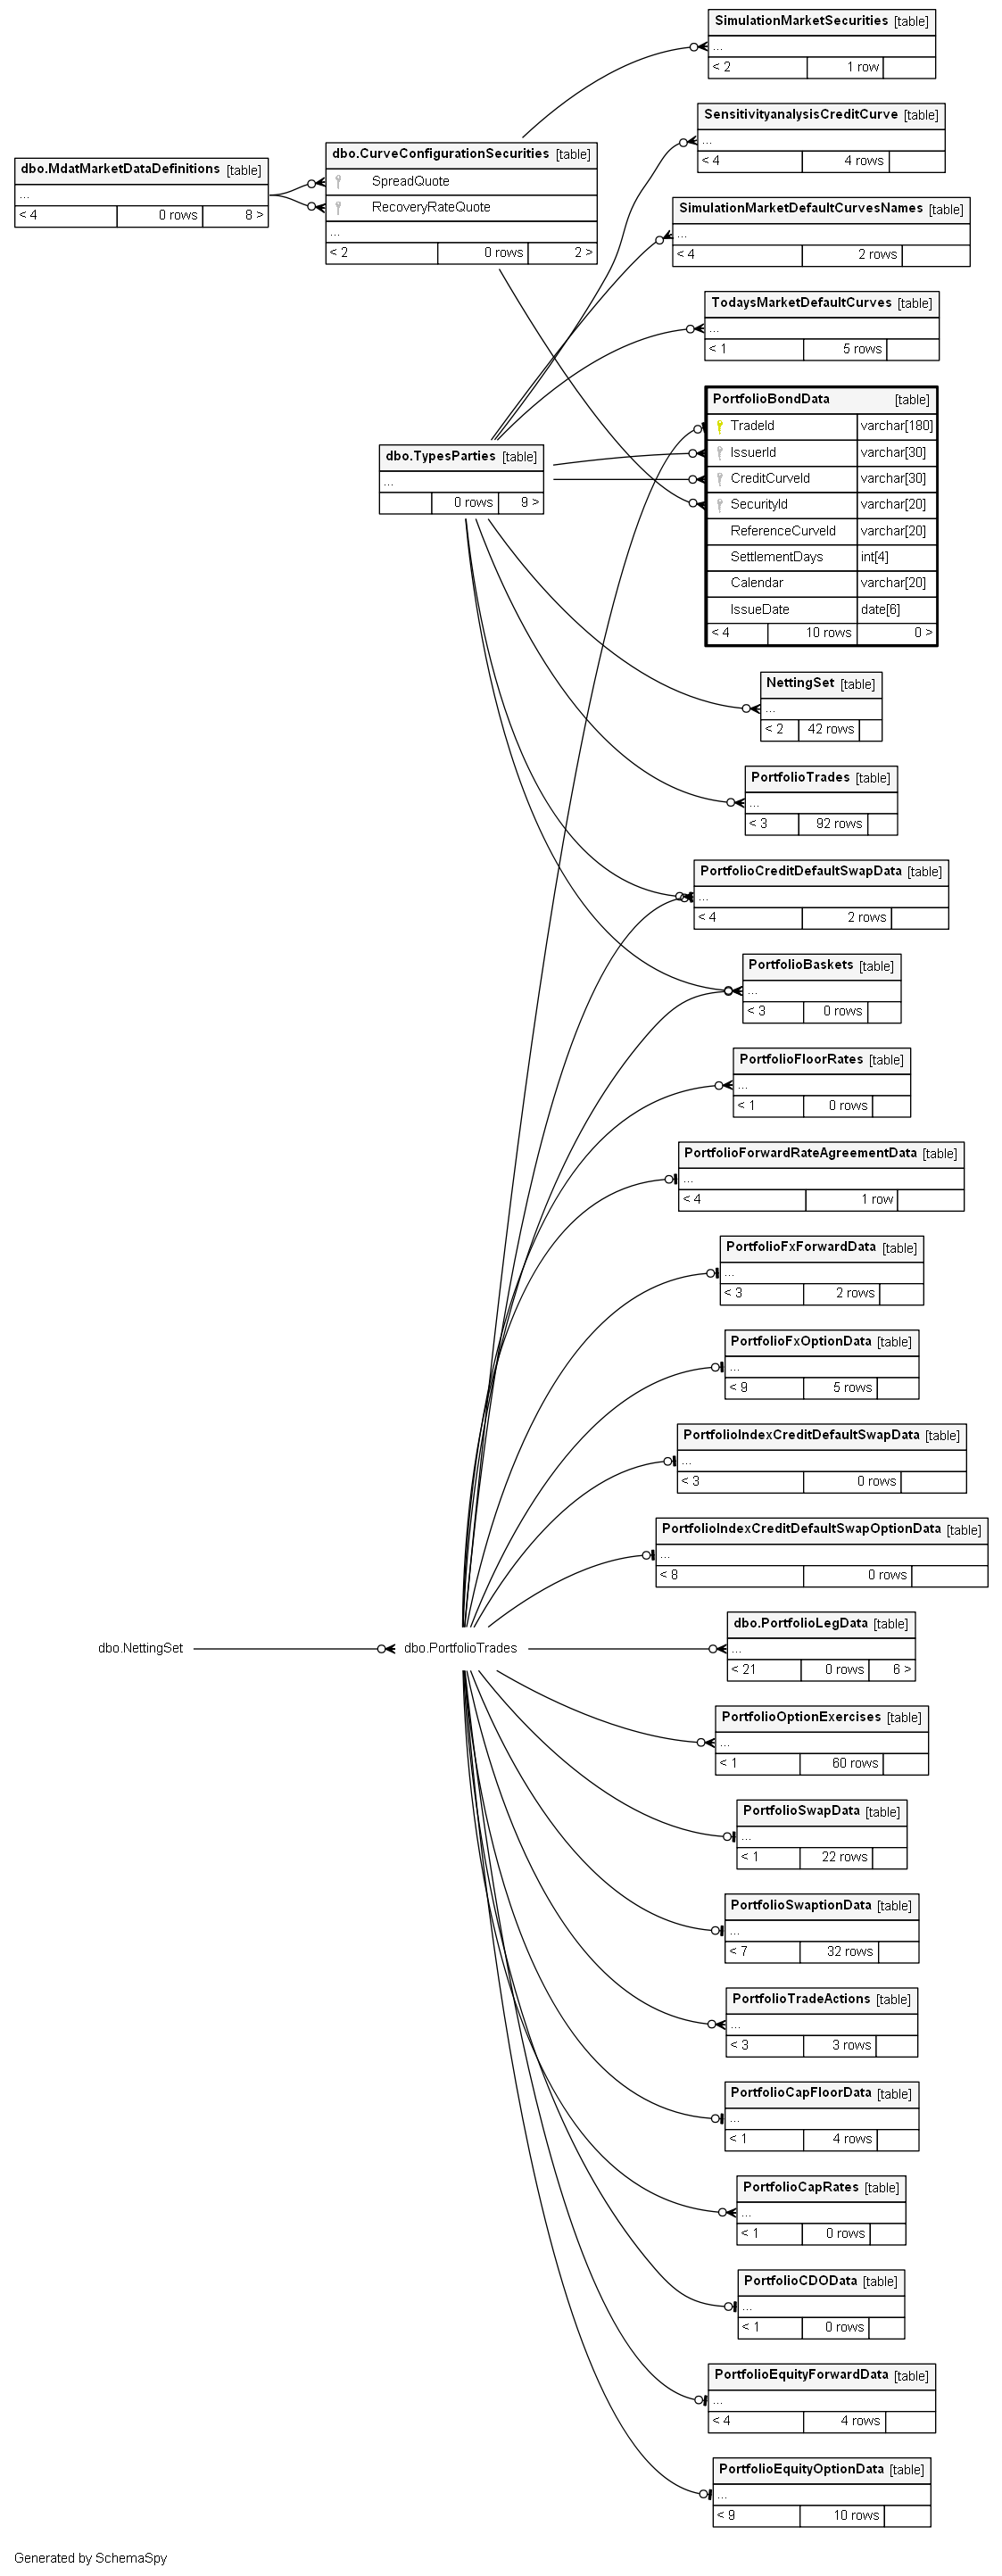 SimulationMarketSecurities [table]
...
< 2 1 row
SensitivityanalysisCreditCurve [table]
...
< 4 4 rows
dbo.MdatMarketDataDefinitions [table]
...
< 4 0 rows 8 >
dbo.CurveConfigurationSecurities [table]
SpreadQuote
RecoveryRateQuote
...
< 2 0 rows 2 >
SimulationMarketDefaultCurvesNames [table]
...
< 4 2 rows
TodaysMarketDefaultCurves [table]
...
< 1 5 rows
PortfolioBondData [table]
TradeId varchar[180]
IssuerId varchar[30]
CreditCurveId varchar[30]
SecurityId varchar[20]
ReferenceCurveId varchar[20]
SettlementDays int[4]
Calendar varchar[20]
IssueDate date[6]
< 4 10 rows 0 >
dbo.TypesParties [table]
...
0 rows 9 >
NettingSet [table]
...
< 2 42 rows
PortfolioTrades [table]
...
< 3 92 rows
PortfolioCreditDefaultSwapData [table]
...
< 4 2 rows
PortfolioBaskets [table]
...
< 3 0 rows
PortfolioFloorRates [table]
...
< 1 0 rows
PortfolioForwardRateAgreementData [table]
...
< 4 1 row
PortfolioFxForwardData [table]
...
< 3 2 rows
PortfolioFxOptionData [table]
...
< 9 5 rows
PortfolioIndexCreditDefaultSwapData [table]
...
< 3 0 rows
PortfolioIndexCreditDefaultSwapOptionData [table]
...
< 8 0 rows
dbo.NettingSet
dbo.PortfolioTrades
dbo.PortfolioLegData [table]
...
< 21 0 rows 6 >
PortfolioOptionExercises [table]
...
< 1 60 rows
PortfolioSwapData [table]
...
< 1 22 rows
PortfolioSwaptionData [table]
...
< 7 32 rows
PortfolioTradeActions [table]
...
< 3 3 rows
PortfolioCapFloorData [table]
...
< 1 4 rows
PortfolioCapRates [table]
...
< 1 0 rows
PortfolioCDOData [table]
...
< 1 0 rows
PortfolioEquityForwardData [table]
...
< 4 4 rows
PortfolioEquityOptionData [table]
...
< 9 10 rows
Generated by SchemaSpy